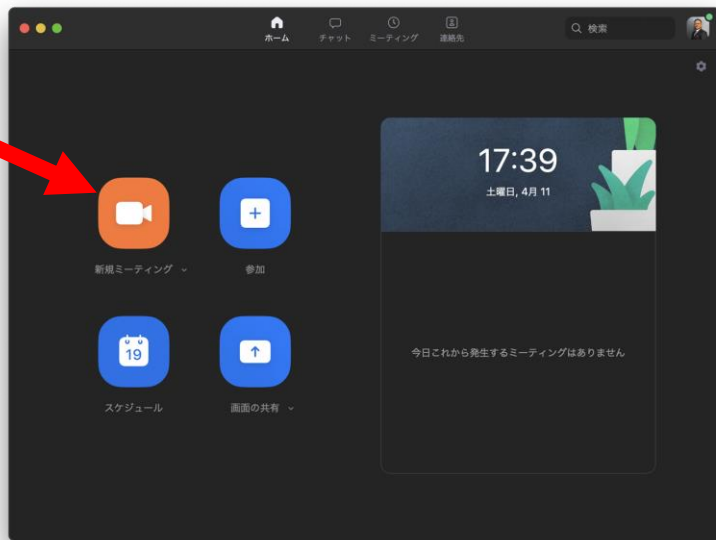 ホーム
チャット
ミーティング
連絡先
検索
17:39
土曜日, 4月 11
新規ミーティング
参加
19
スケジュール
画面の共有
今日これから発生するミーティングはありません